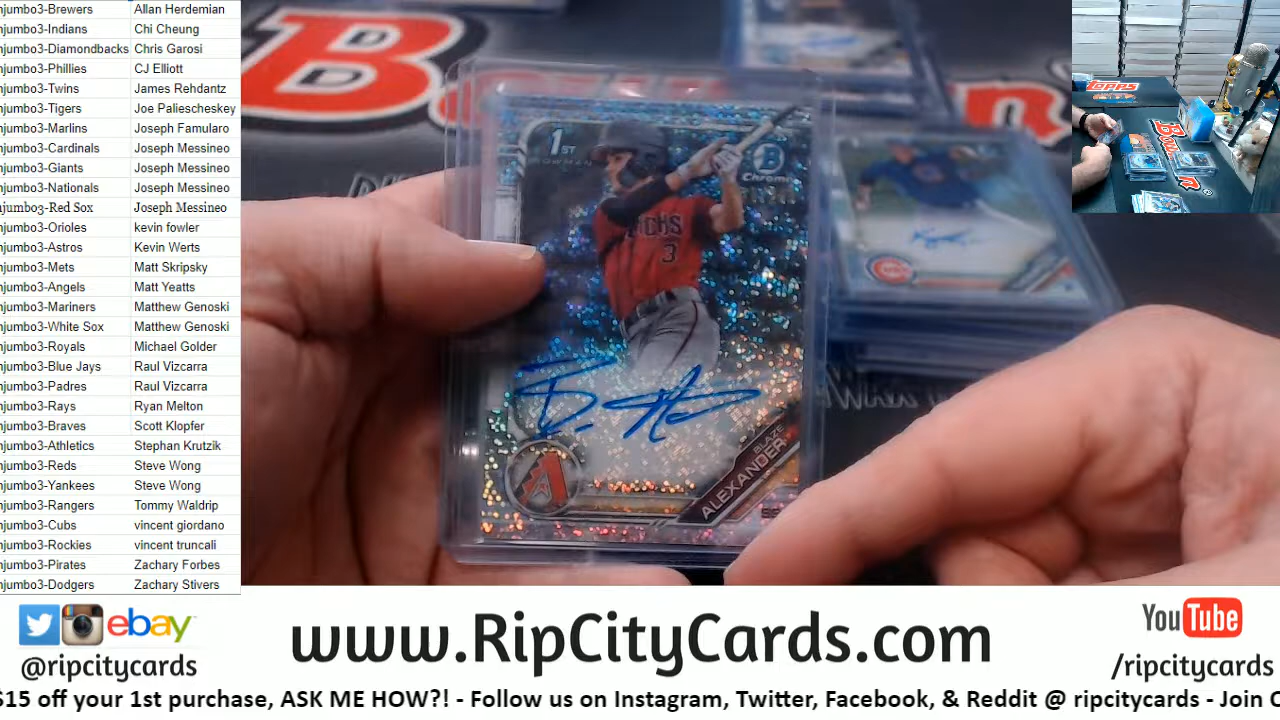 njumbo3-Brewers Allan Herdemian
njumbo3-Indians Chi Cheung
njumbo3-Diamondbacks Chris Garosi
njumbo3-Phillies CJ Elliott
njumbo3-Twins James Rehdantz
njumbo3-Tigers Joe Paliescheskey
njumbo3-Marlins Joseph Famularo
njumbo3-Cardinals Joseph Messineo
njumbo3-Giants Joseph Messineo
njumbo3-Nationals Joseph Messineo
njumbo3-Red Sox Joseph Messineo
njumbo3-Orioles kevin fowler
njumbo3-Astros Kevin Werts
njumbo3-Mets Matt Skripsky
njumbo3-Angels Matt Yeatts
njumbo3-Mariners Matthew Genoski
njumbo3-White Sox Matthew Genoski
njumbo3-Royals Michael Golder
njumbo3-Blue Jays Raul Vizcarra
njumbo3-Padres Raul Vizcarra
njumbo3-Rays Ryan Melton
njumbo3-Braves Scott Klopfer
njumbo3-Athletics Stephan Krutzik
njumbo3-Reds Steve Wong
njumbo3-Yankees Steve Wong
njumbo3-Rangers Tommy Waldrip
njumbo3-Cubs vincent giordano
njumbo3-Rockies vincent truncali
njumbo3-Pirates Zachary Forbes
njumbo3-Dodgers Zachary Stivers
1ST
BOWMAN
B
Chrome
3
BLAZE
ALEXANDER
TOPPS
ebay
@ripcitycards
www.RipCityCards.com
YouTube
/ripcitycards
$15 off your 1st purchase, ASK ME HOW?! - Follow us on Instagram, Twitter, Facebook, & Reddit @ ripcitycards - Join